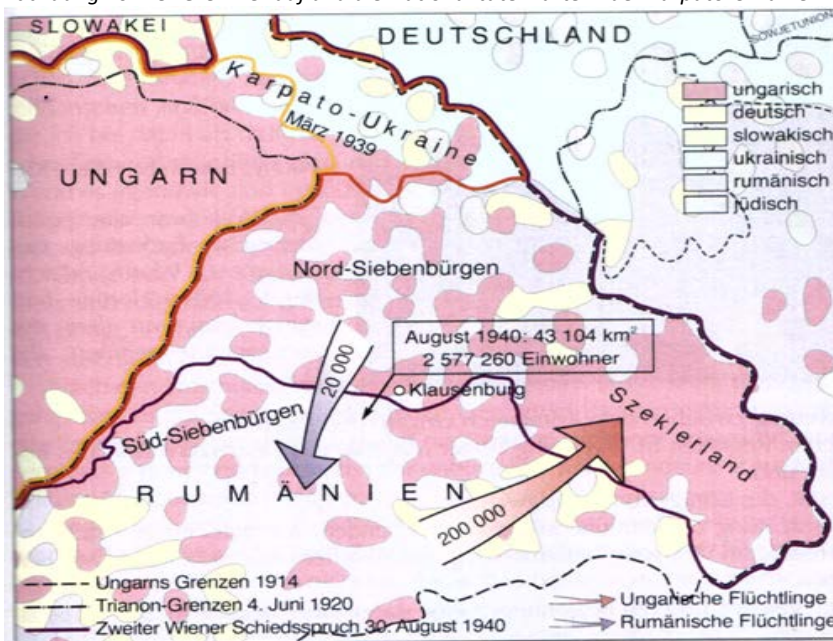 SLOWAKEI
DEUTSCHLAND
SOWJETUNION
Karpato-Ukraine
März 1939
UNGARN
ungarisch
deutsch
slowakisch
ukrainisch
rumänisch
jüdisch
Nord-Siebenbürgen
August 1940: 43 104 km²
2 577 260 Einwohner
20 000
Klausenburg
Süd-Siebenbürgen
Szeklerland
RUMÄNIEN
200 000
Ungarns Grenzen 1914
Trianon-Grenzen 4. Juni 1920
Zweiter Wiener Schiedsspruch 30. August 1940
Ungarische Flüchtlinge
Rumänische Flüchtlinge